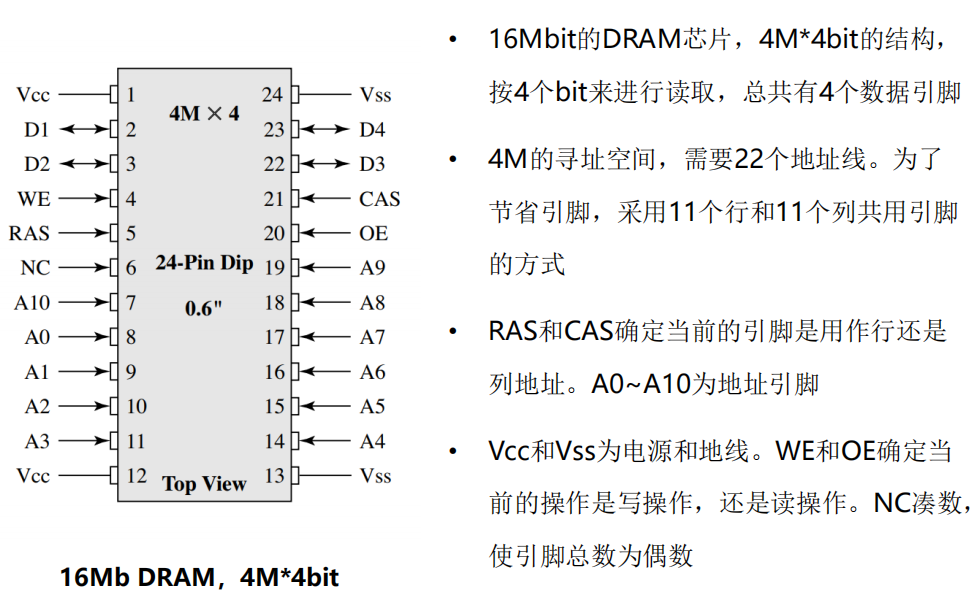 Vcc 1 24 Vss
4M × 4
D1 2 23 D4
D2 3 22 D3
WE 4 21 CAS
RAS 5 20 OE
NC 6 24-Pin Dip 19 A9
A10 7 0.6" 18 A8
A0 8 17 A7
A1 9 16 A6
A2 10 15 A5
A3 11 14 A4
Vcc 12 Top View 13 Vss
16Mb DRAM，4M*4bit
• 16Mbit的DRAM芯片，4M*4bit的结构，
按4个bit来进行读取，总共有4个数据引脚
• 4M的寻址空间，需要22个地址线。为了
节省引脚，采用11个行和11个列共用引脚
的方式
• RAS和CAS确定当前的引脚是用作行还是
列地址。A0~A10为地址引脚
• Vcc和Vss为电源和地线。WE和OE确定当
前的操作是写操作，还是读操作。NC凑数，
使引脚总数为偶数